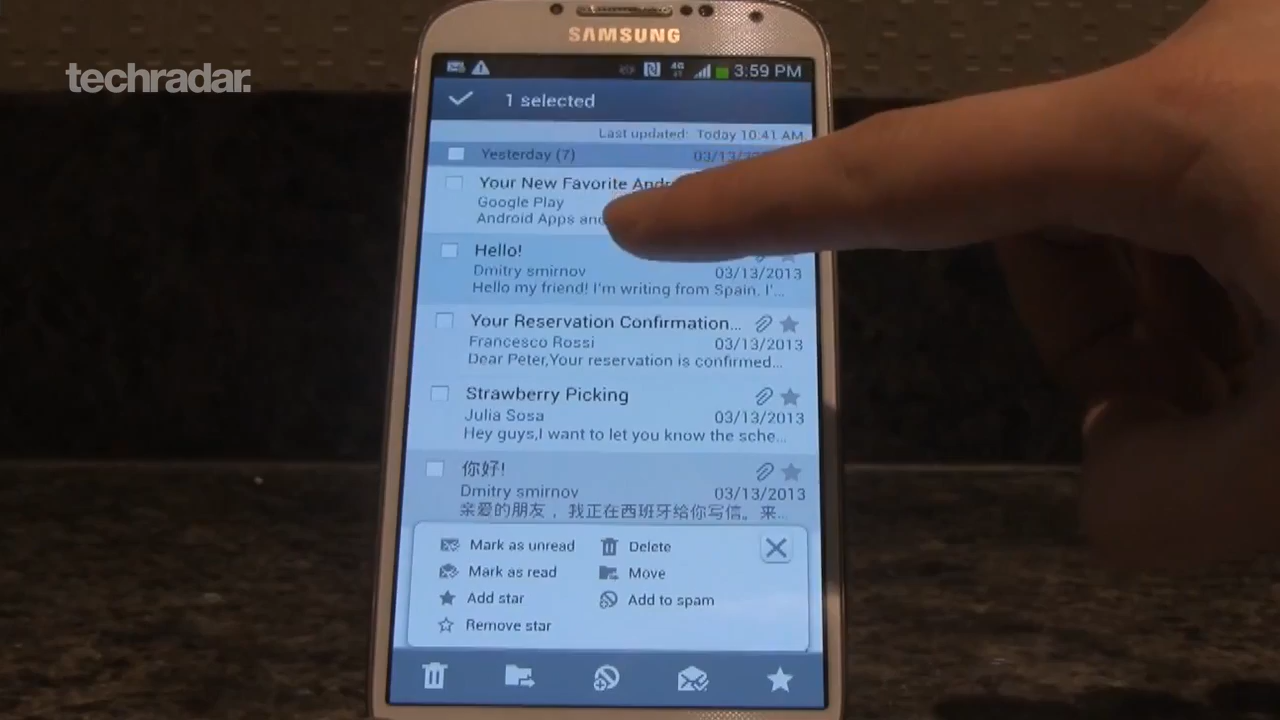 techradar.
SAMSUNG
4G
3:59 PM
1 selected
Last updated: Today 10:41 AM
Yesterday (7)
Your New Favorite
Google Play
Android Apps
Hello!
Dmitry smirnov
03/13/2013
Hello my friend! I'm writing from Spain, I'...
Your Reservation Confirmation...
Francesco Rossi
03/13/2013
Dear Peter,Your reservation is confirmed...
Strawberry Picking
Julia Sosa
03/13/2013
Hey guys,I want to let you know the sche...
你好!
Dmitry smirnov
03/13/2013
亲爱的朋友，我正在西班牙给你写信。来...
Mark as unread
Delete
Mark as read
Move
Add star
Add to spam
Remove star